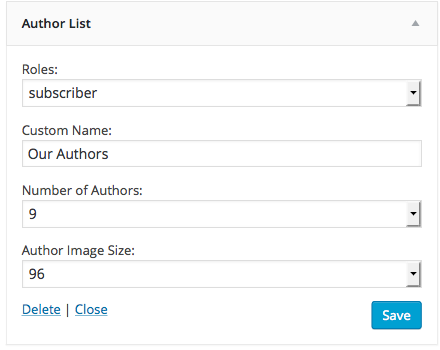 Author List
Roles:
subscriber
Custom Name:
Our Authors
Number of Authors:
9
Author Image Size:
96
Delete | Close
Save